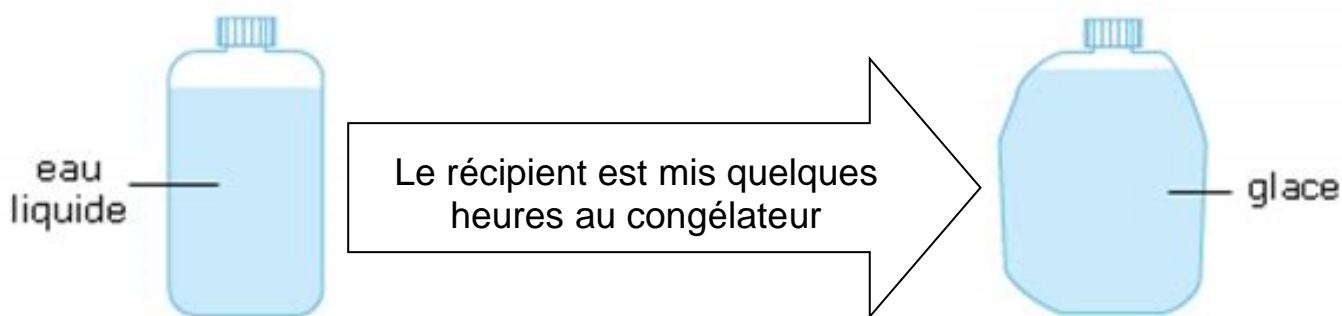 eau
liquide
Le récipient est mis quelques
heures au congélateur
glace